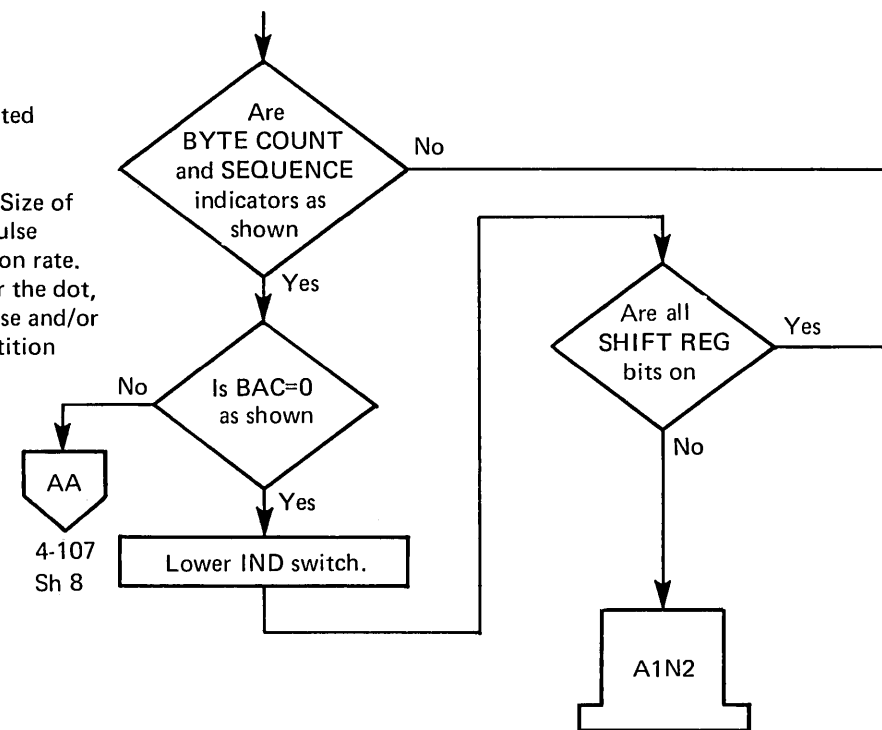 ted
Size of
ulse
on rate.
r the dot,
se and/or
tition
Are
BYTE COUNT
and SEQUENCE
indicators as
shown
No
Yes
Is BAC=0
as shown
No
AA
4-107
Sh 8
Yes
Lower IND switch.
Are all
SHIFT REG
bits on
Yes
No
A1N2